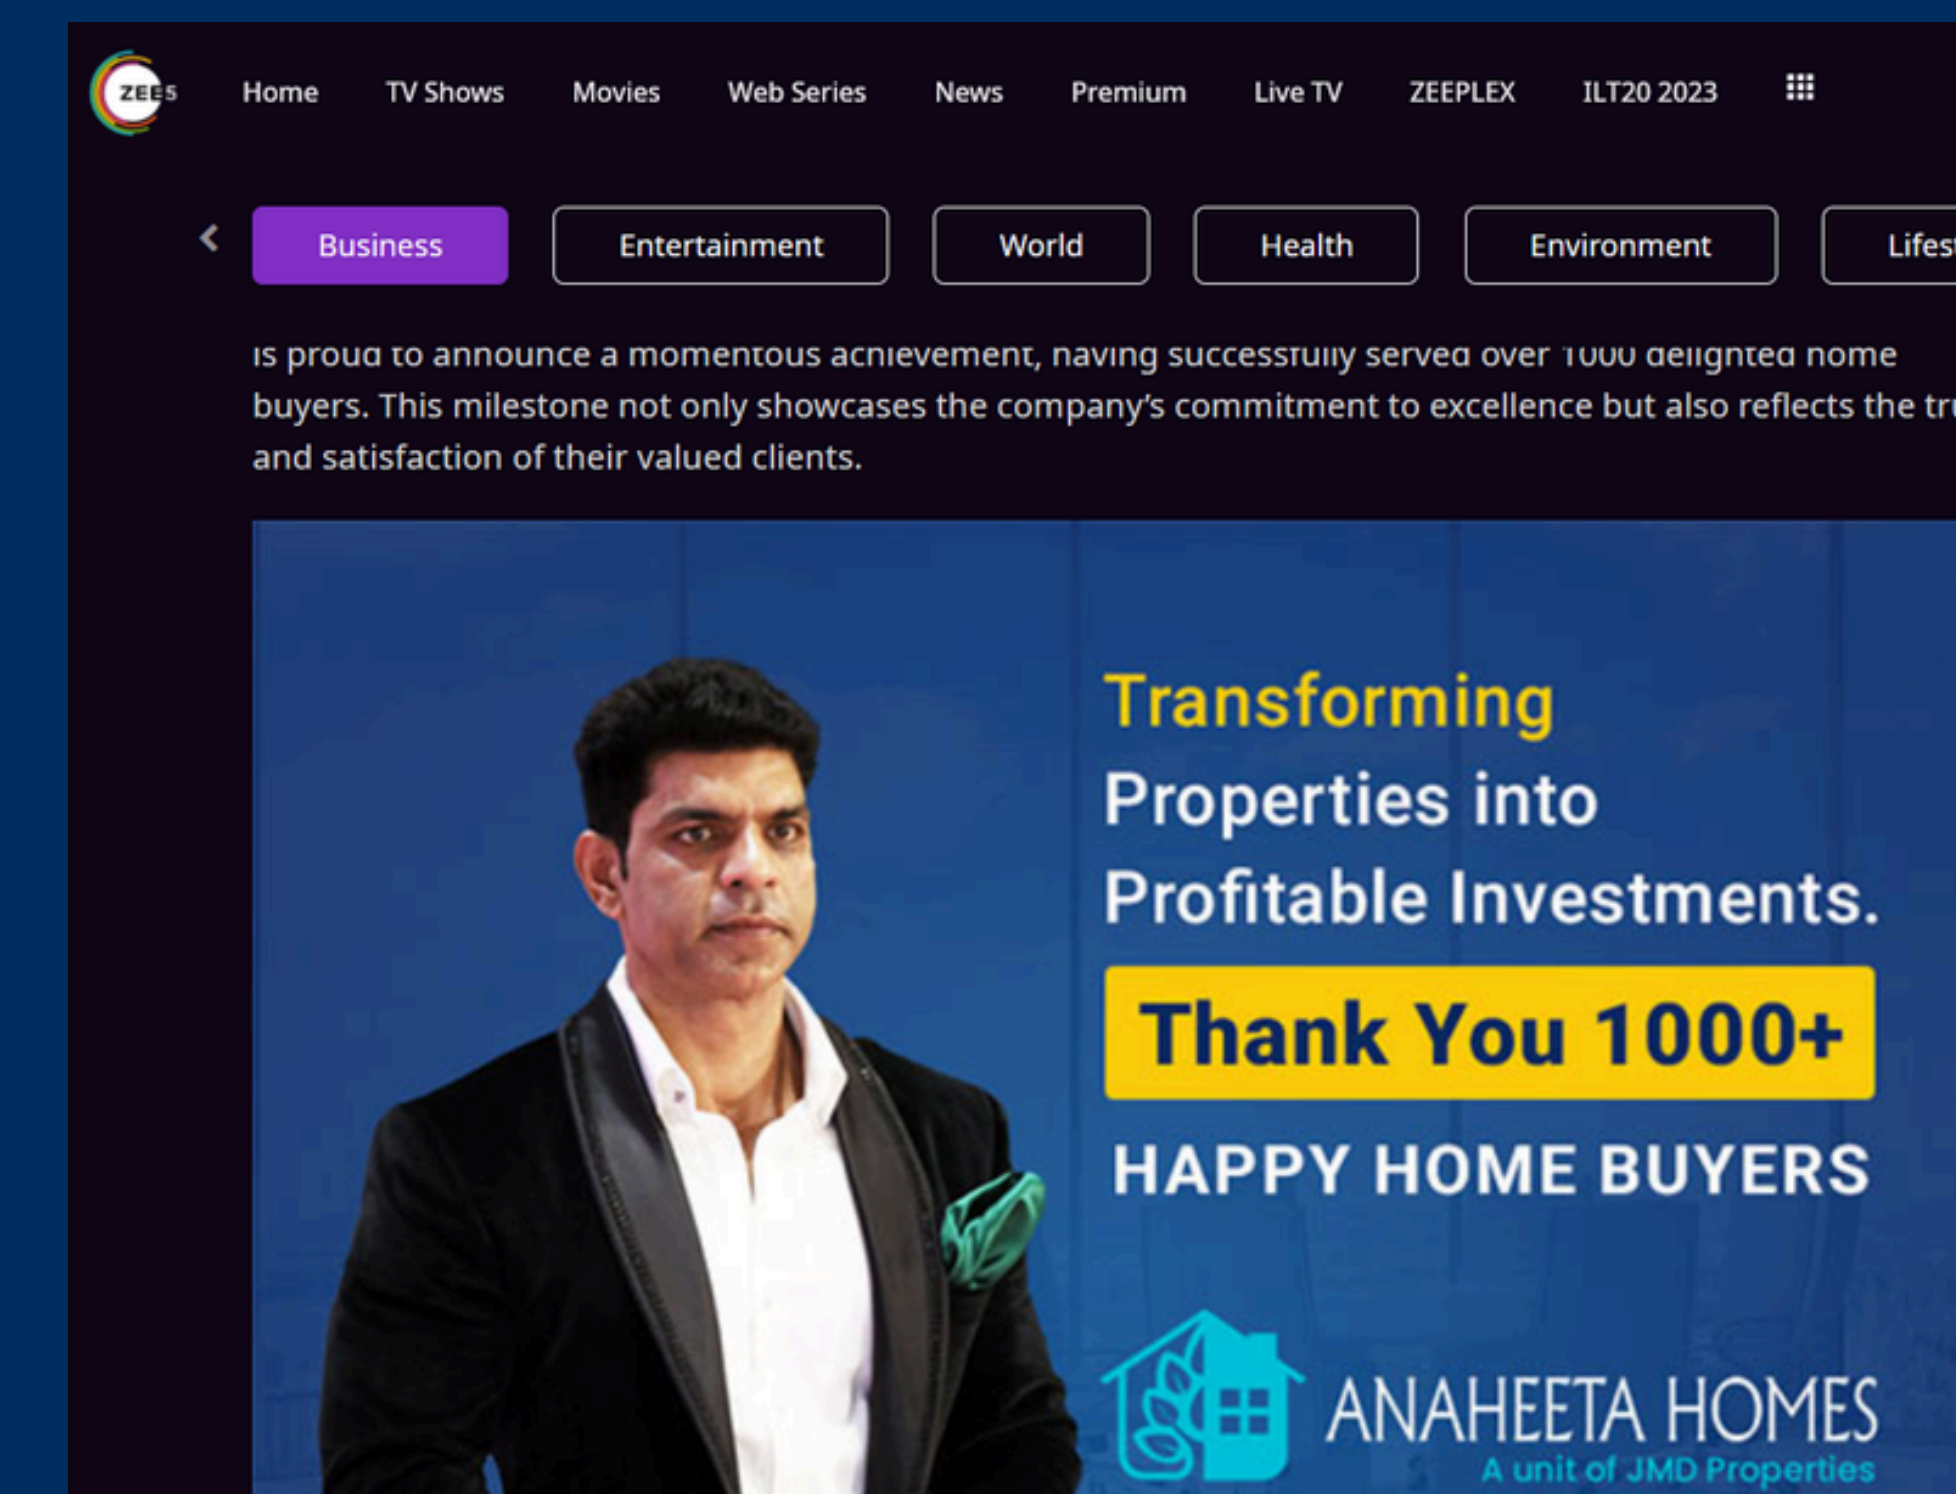 ZEE5
Home TV Shows Movies Web Series News Premium Live TV ZEEPLEX ILT20 2023
Business Entertainment World Health Environment
is proud to announce a momentous achievement, having successfully served over 1000 delighted home
buyers. This milestone not only showcases the company's commitment to excellence but also reflects the
and satisfaction of their valued clients.
Transforming
Properties into
Profitable Investments.
Thank You 1000+
HAPPY HOME BUYERS
ANAHEETA HOMES
A unit of JMD Properties